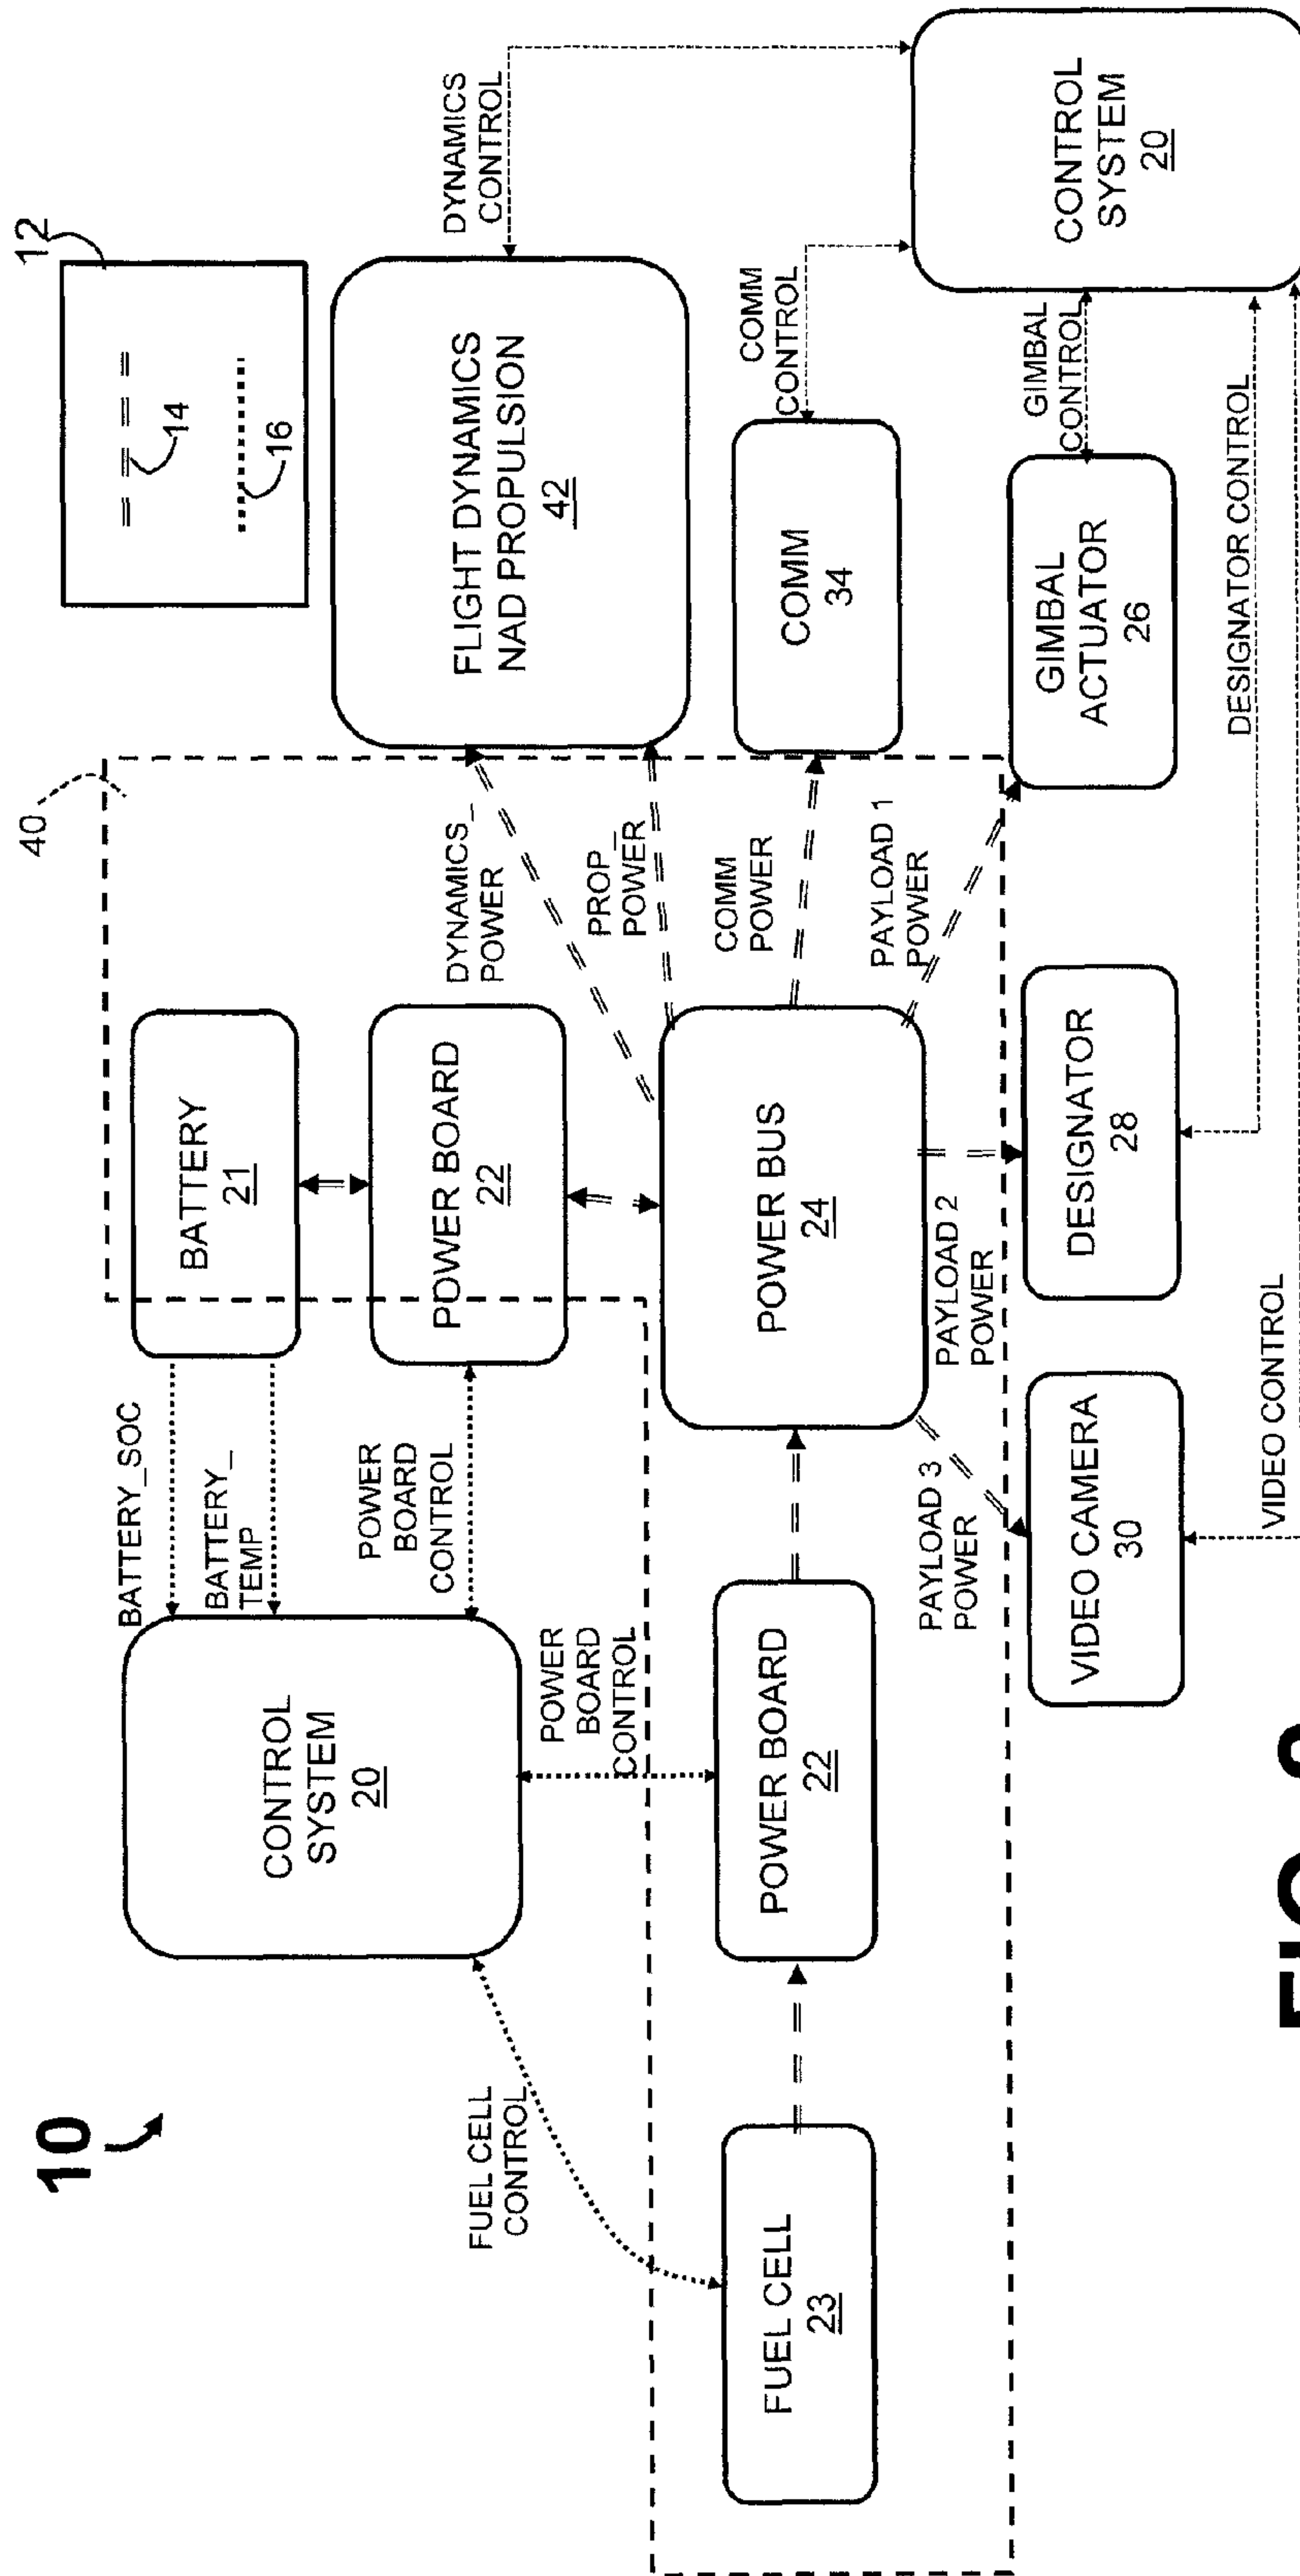 10
40
12
14
16
BATTERY_SOC
BATTERY_
TEMP
BATTERY
21
CONTROL
SYSTEM
20
POWER
BOARD
CONTROL
POWER BOARD
22
DYNAMICS_
POWER
FLIGHT DYNAMICS
NAD PROPULSION
42
DYNAMICS
CONTROL
FUEL CELL
CONTROL
POWER
BOARD
CONTROL
PROP_
POWER
FUEL CELL
23
POWER BOARD
22
POWER BUS
24
COMM
POWER
COMM
34
COMM
CONTROL
PAYLOAD 1
POWER
PAYLOAD 3
POWER
PAYLOAD 2
POWER
GIMBAL
CONTROL
CONTROL
SYSTEM
20
VIDEO CAMERA
30
DESIGNATOR
28
GIMBAL
ACTUATOR
26
DESIGNATOR CONTROL
VIDEO CONTROL
FIG.